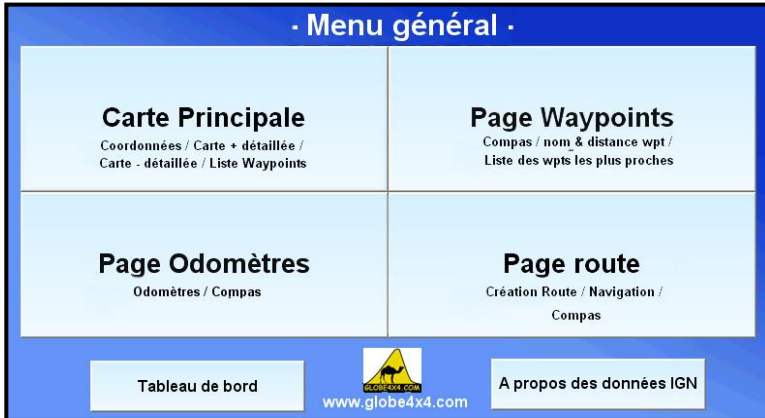 - Menu général -
Carte Principale
Coordonnées / Carte + détaillée /
Carte - détaillée / Liste Waypoints
Page Waypoints
Compas / nom_& distance wpt /
Liste des wpts les plus proches
Page Odomètres
Odomètres / Compas
Page route
Création Route / Navigation /
Compas
Tableau de bord
GLOBE4X4.COM
www.globe4x4.com
A propos des données IGN